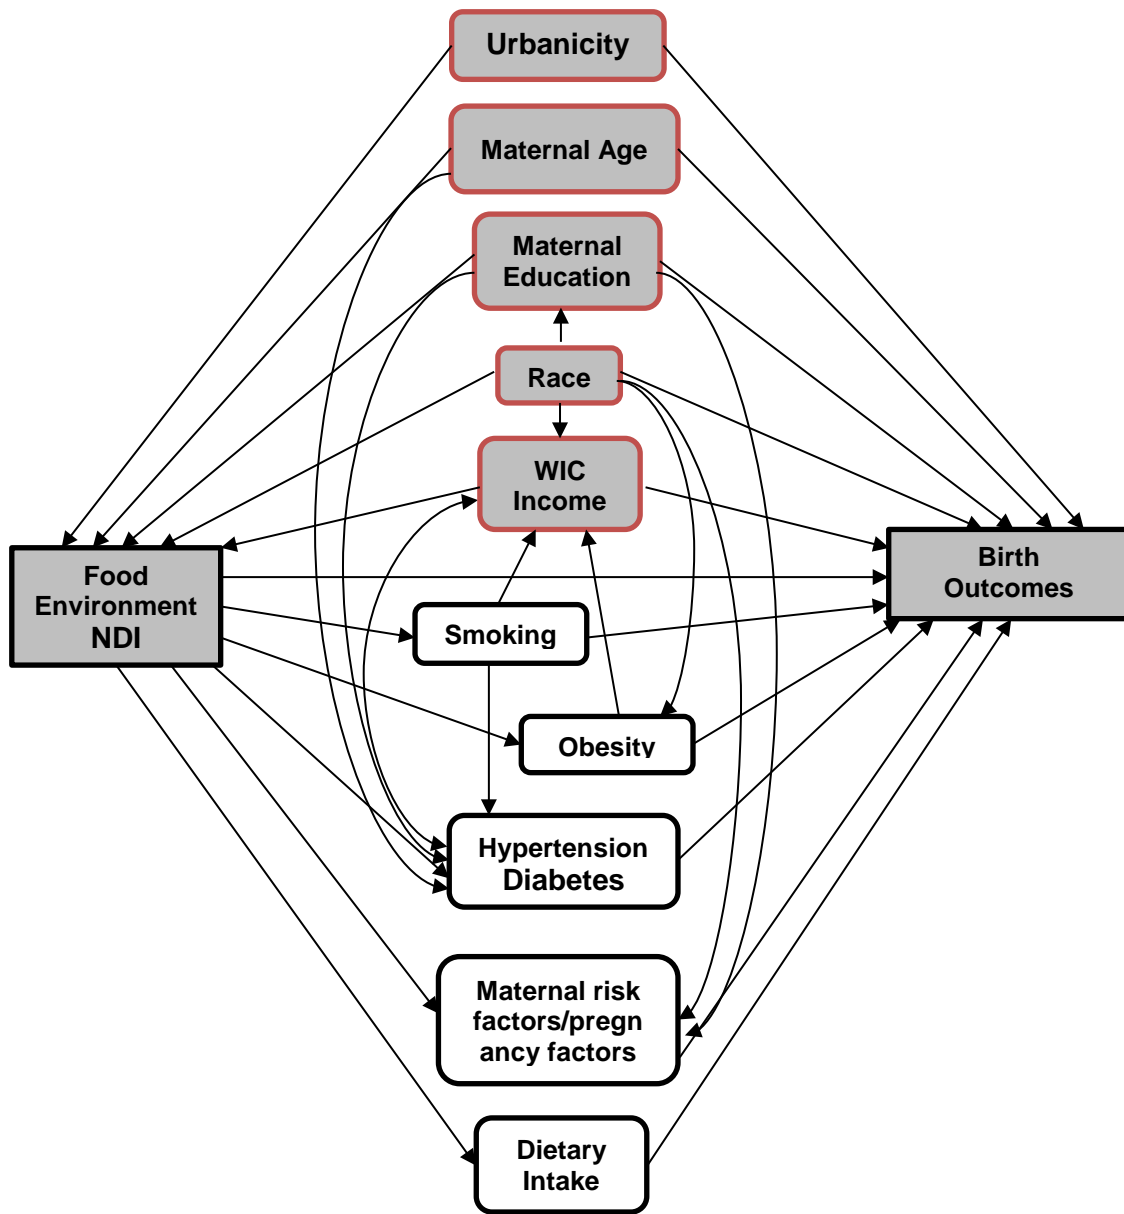 Urbanicity
Maternal Age
Maternal
Education
Race
WIC
Income
Food
Environment
NDI
Birth
Outcomes
Smoking
Obesity
Hypertension
Diabetes
Maternal risk
factors/pregn
ancy factors
Dietary
Intake